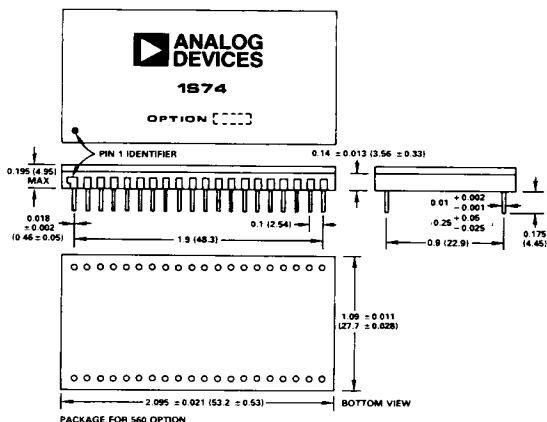 ANALOG
DEVICES
1S74
OPTION
PIN 1 IDENTIFIER
0.14 ±0.013 (3.56 ±0.33)
0.195 (4.95)
MAX
0.018
±0.002
(0.46±0.05)
0.1 (2.54)
1.9 (48.3)
0.01 +0.002
-0.001
0.25 +0.05
-0.025
0.9 (22.9)
0.175
(4.45)
1.09 ±0.011
(27.7 ±0.028)
2.095 ±0.021 (53.2 ±0.53)
BOTTOM VIEW
PACKAGE FOR 560 OPTION